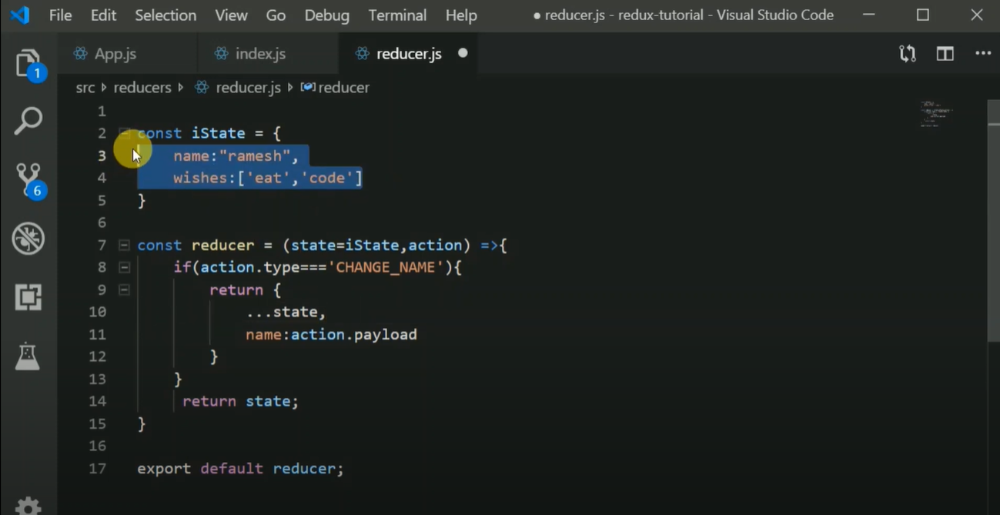 File Edit Selection View Go Debug Terminal Help ● reducer.js - redux-tutorial - Visual Studio Code
App.js index.js reducer.js
src reducers reducer.js reducer
1
2 const iState = {
3 name:"ramesh",
4 wishes:['eat','code']
5 }
6
7 const reducer = (state=iState,action) =>{
8 if(action.type==='CHANGE_NAME'){
9 return {
10 ...state,
11 name:action.payload
12 }
13 }
14 return state;
15 }
16
17 export default reducer;
1
6